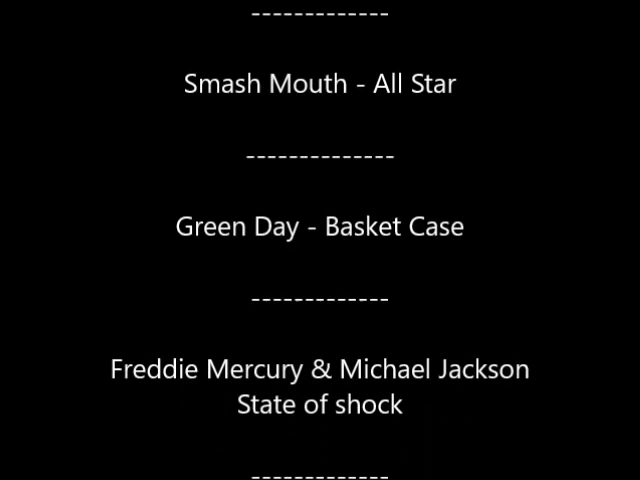 -------------
Smash Mouth - All Star
--------------
Green Day - Basket Case
-------------
Freddie Mercury & Michael Jackson
State of shock
-------------